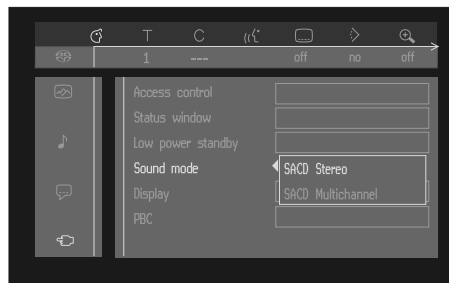 T C
1 --- off no off
Access control
Status window
Low power standby
Sound mode SACD Stereo
Display SACD Multichannel
PBC